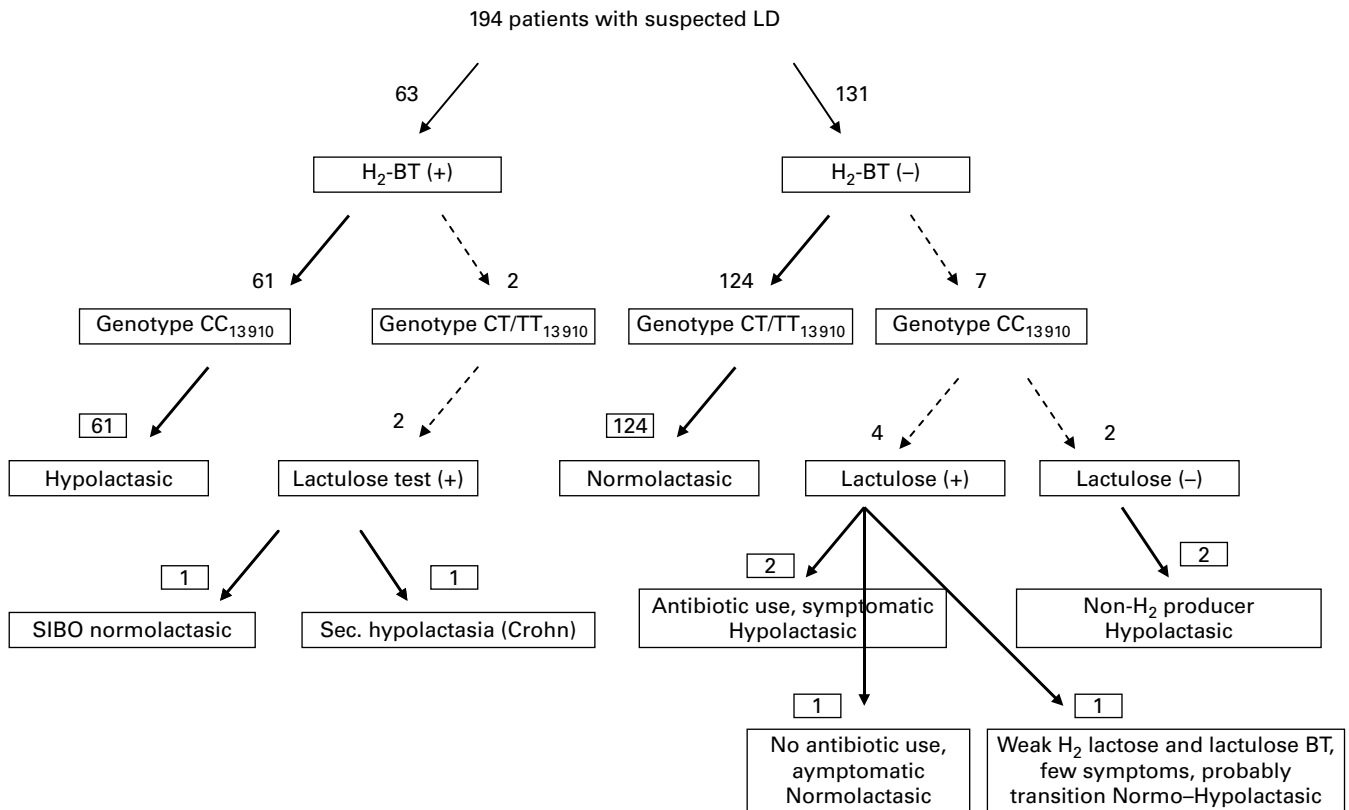 194 patients with suspected LD
63
131
H₂-BT (+)
H₂-BT (–)
61
2
124
7
Genotype CC₁₃₉₁₀
Genotype CT/TT₁₃₉₁₀
Genotype CT/TT₁₃₉₁₀
Genotype CC₁₃₉₁₀
61
2
124
4
2
Hypolactasic
Lactulose test (+)
Normolactasic
Lactulose (+)
Lactulose (–)
1
1
2
2
SIBO normolactasic
Sec. hypolactasia (Crohn)
Antibiotic use, symptomatic
Hypolactasic
Non-H₂ producer
Hypolactasic
1
1
No antibiotic use,
aymptomatic
Normolactasic
Weak H₂ lactose and lactulose BT,
few symptoms, probably
transition Normo–Hypolactasic